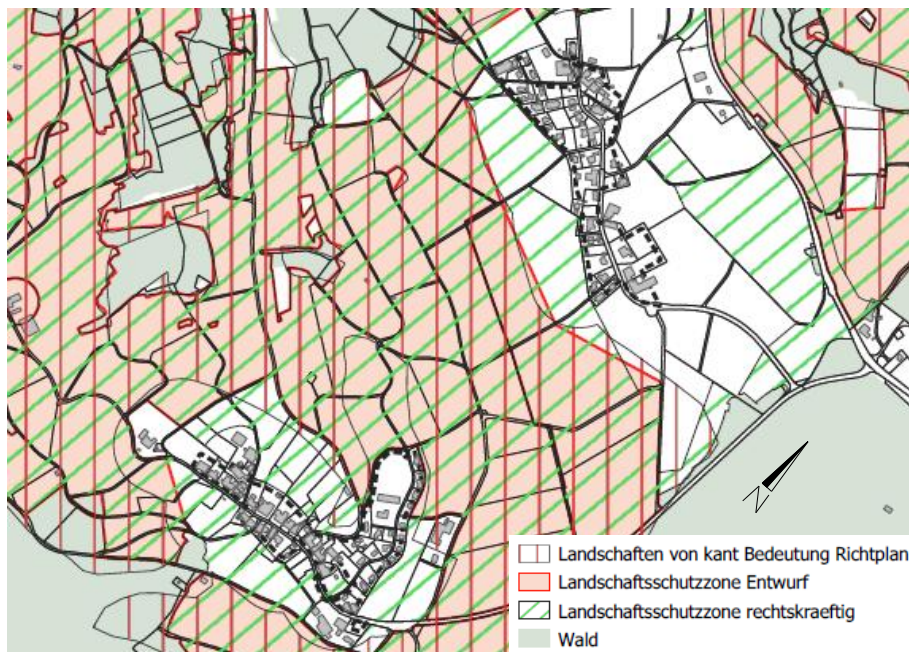 N
Landschaften von kant Bedeutung Richtplan
Landschaftsschutzzone Entwurf
Landschaftsschutzzone rechtskraeftig
Wald